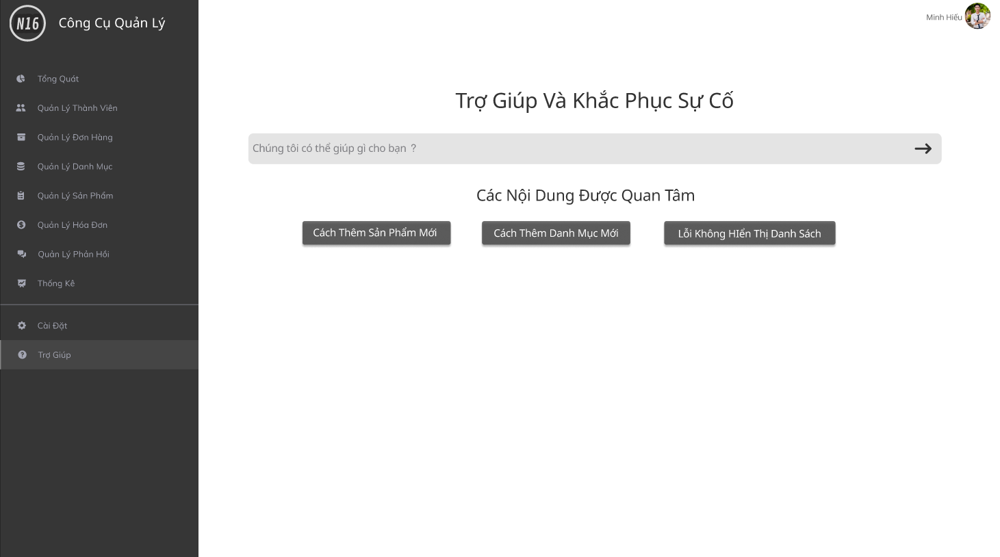 N16
Công Cụ Quản Lý
Minh Hiếu
Tổng Quát
Quản Lý Thành Viên
Quản Lý Đơn Hàng
Quản Lý Danh Mục
Quản Lý Sản Phẩm
Quản Lý Hóa Đơn
Quản Lý Phản Hồi
Thống Kê
Cài Đặt
Trợ Giúp
Trợ Giúp Và Khắc Phục Sự Cố
Chúng tôi có thể giúp gì cho bạn ?
Các Nội Dung Được Quan Tâm
Cách Thêm Sản Phẩm Mới
Cách Thêm Danh Mục Mới
Lỗi Không HIển Thị Danh Sách